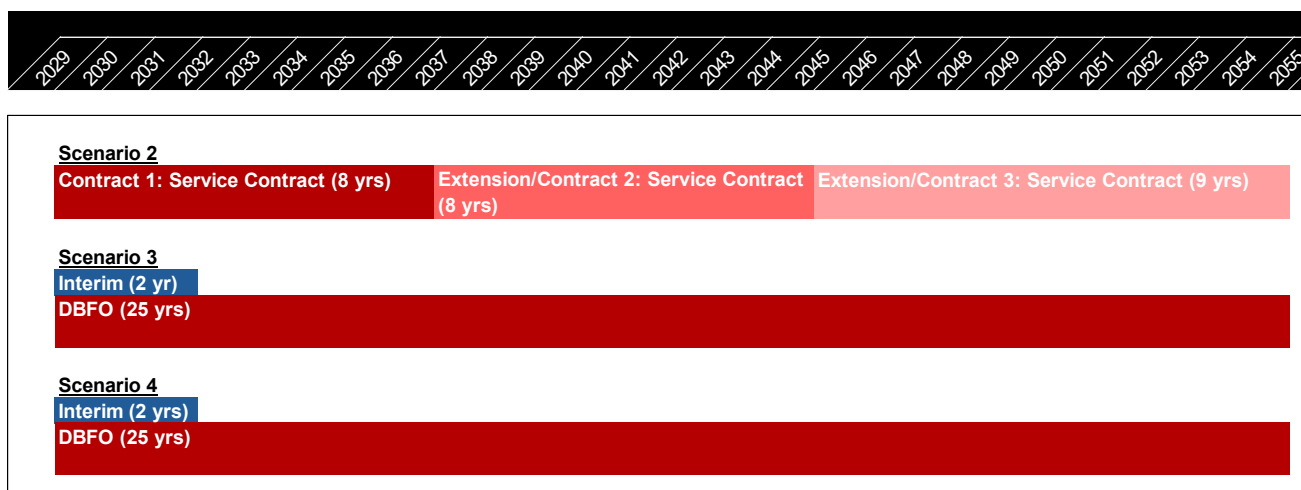 2029 2030 2031 2032 2033 2034 2035 2036 2037 2038 2039 2040 2041 2042 2043 2044 2045 2046 2047 2048 2049 2050 2051 2052 2053 2054 2055
Scenario 2
Contract 1: Service Contract (8 yrs) Extension/Contract 2: Service Contract Extension/Contract 3: Service Contract (9 yrs)
(8 yrs)
Scenario 3
Interim (2 yr)
DBFO (25 yrs)
Scenario 4
Interim (2 yrs)
DBFO (25 yrs)